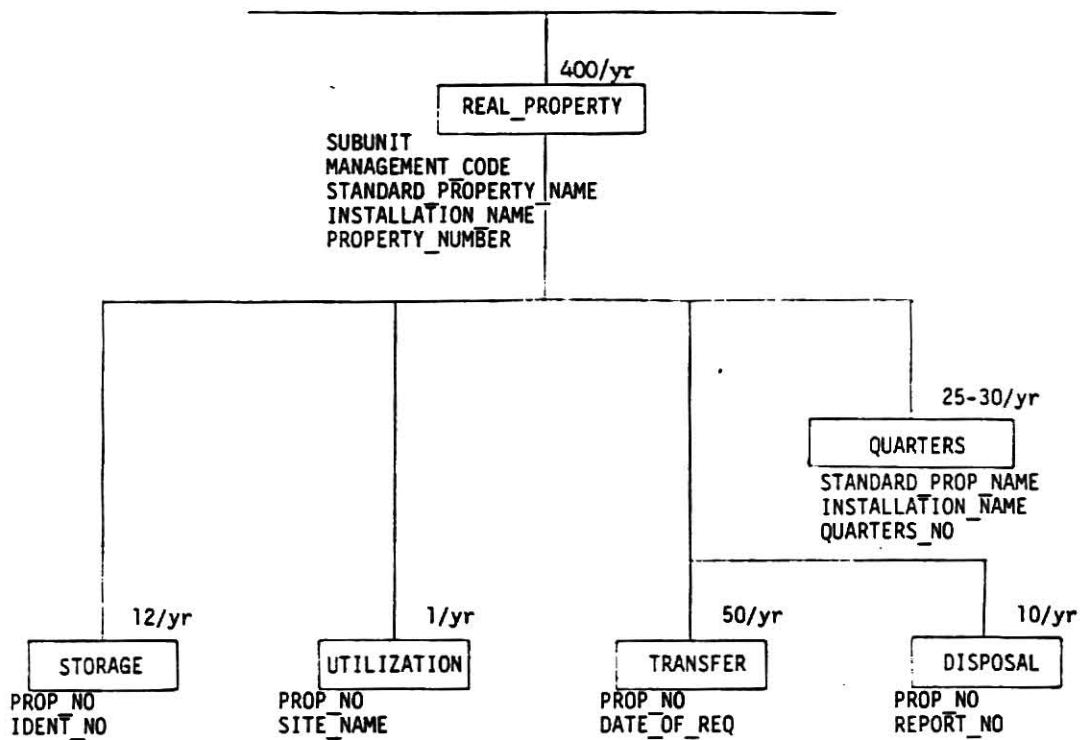 400/yr
REAL_PROPERTY
SUBUNIT
MANAGEMENT_CODE
STANDARD_PROPERTY_NAME
INSTALLATION_NAME
PROPERTY_NUMBER
25-30/yr
QUARTERS
STANDARD_PROP_NAME
INSTALLATION_NAME
QUARTERS_NO
12/yr
STORAGE
PROP_NO
IDENT_NO
1/yr
UTILIZATION
PROP_NO
SITE_NAME
50/yr
TRANSFER
PROP_NO
DATE_OF_REQ
10/yr
DISPOSAL
PROP_NO
REPORT_NO